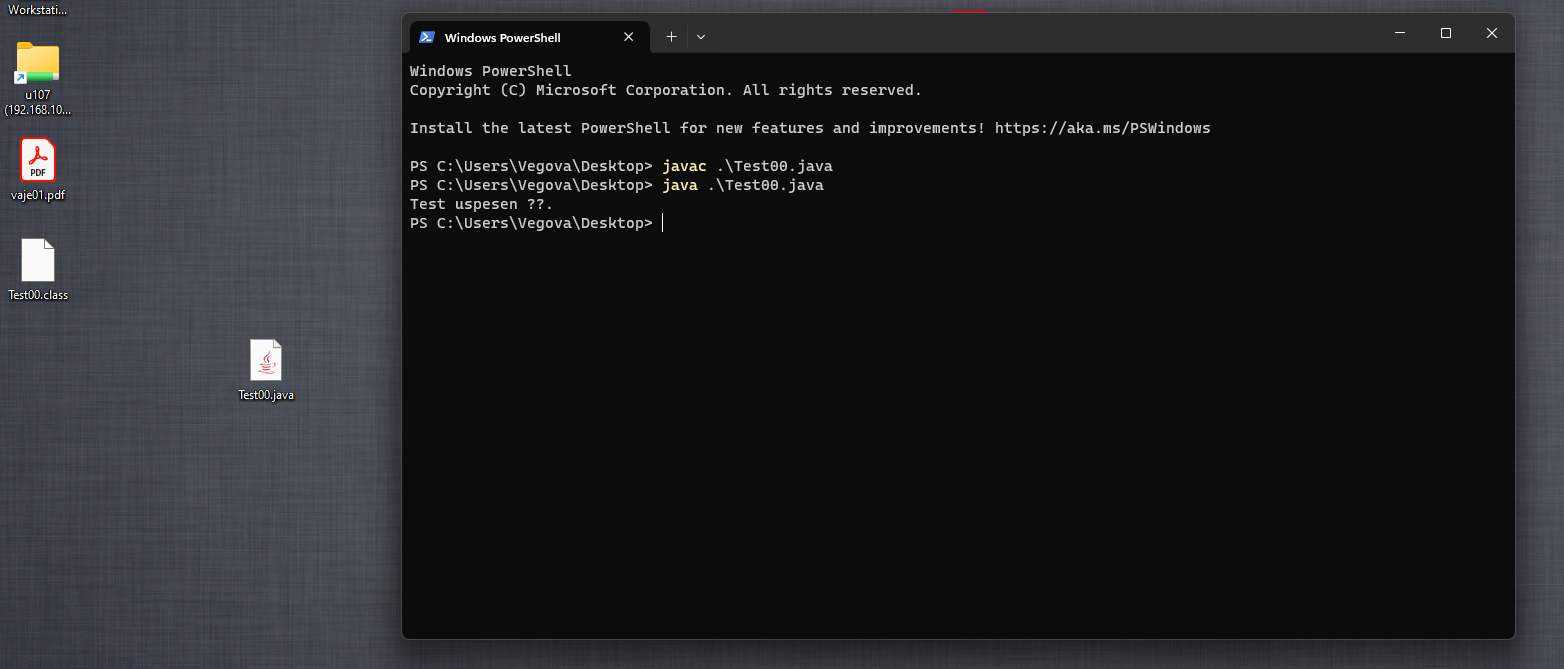 Workstati...
u107
(192.168.10...
PDF
vaje01.pdf
Test00.class
Test00.java
Windows PowerShell
Windows PowerShell
Copyright (C) Microsoft Corporation. All rights reserved.
Install the latest PowerShell for new features and improvements! https://aka.ms/PSWindows
PS C:\Users\Vegova\Desktop> javac .\Test00.java
PS C:\Users\Vegova\Desktop> java .\Test00.java
Test uspesen ??.
PS C:\Users\Vegova\Desktop>